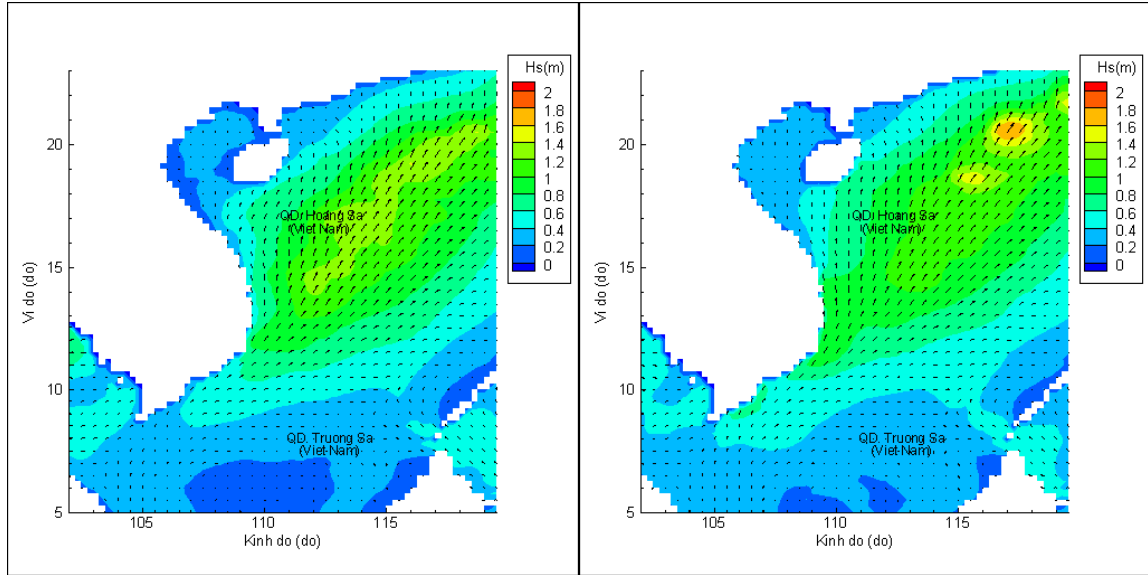 Hs(m)
2
1.8
1.6
1.4
1.2
1
0.8
0.6
0.4
0.2
0
20
15
10
5
Vi do (do)
QD. Hoang Sa
(Viet Nam)
QD. Truong Sa
(Viet Nam)
105
110
115
Kinh do (do)
Hs(m)
2
1.8
1.6
1.4
1.2
1
0.8
0.6
0.4
0.2
0
20
15
10
5
Vi do (do)
QD. Hoang Sa
(Viet Nam)
QD. Truong Sa
(Viet Nam)
105
110
115
Kinh do (do)